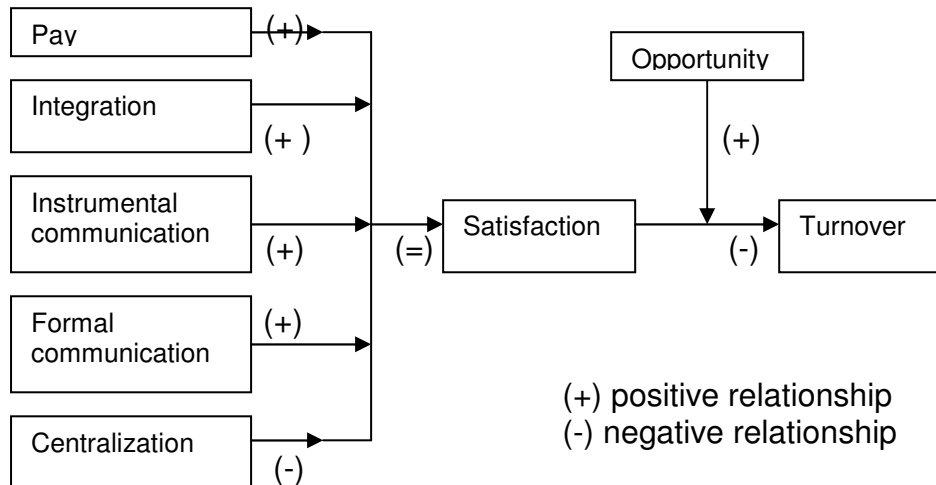 Pay
(+)
Opportunity
Integration
(+ )
(+)
Instrumental
communication
(+)
(=)
Satisfaction
(-)
Turnover
Formal
communication
(+)
Centralization
(-)
(+) positive relationship
(-) negative relationship